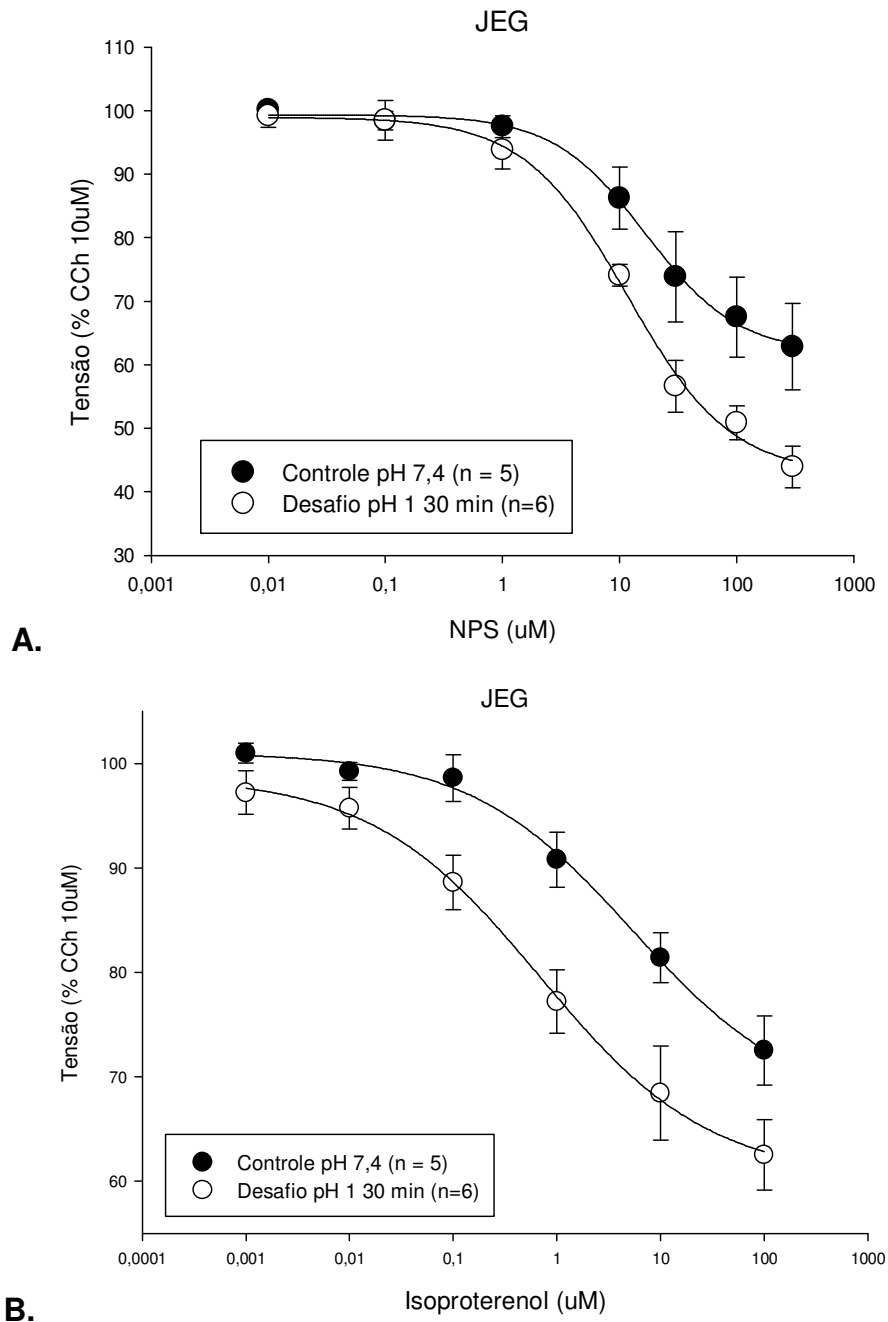 JEG
110
100
90
80
70
60
50
40
30
Tensão (% CCh 10uM)
Controle pH 7,4 (n = 5)
Desafio pH 1 30 min (n=6)
0,001 0,01 0,1 1 10 100 1000
NPS (uM)
A.
JEG
100
90
80
70
60
Tensão (% CCh 10uM)
Controle pH 7,4 (n = 5)
Desafio pH 1 30 min (n=6)
0,0001 0,001 0,01 0,1 1 10 100 1000
Isoproterenol (uM)
B.